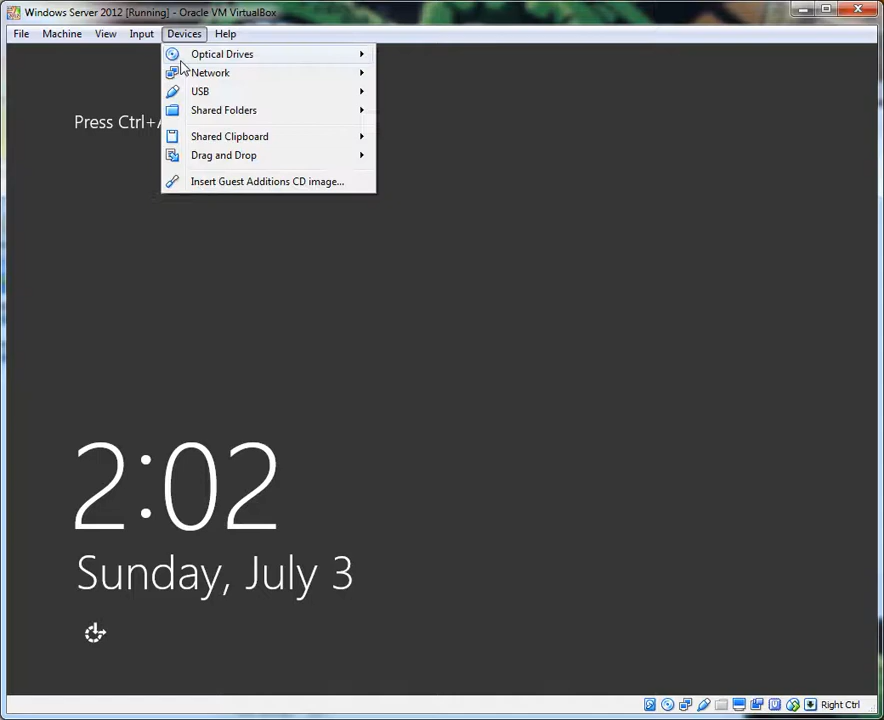 Windows Server 2012 [Running] - Oracle VM VirtualBox
File Machine View Input Devices Help
Optical Drives
Network
USB
Shared Folders
Press Ctrl+A
Shared Clipboard
Drag and Drop
Insert Guest Additions CD image...
2:02
Sunday, July 3
Right Ctrl